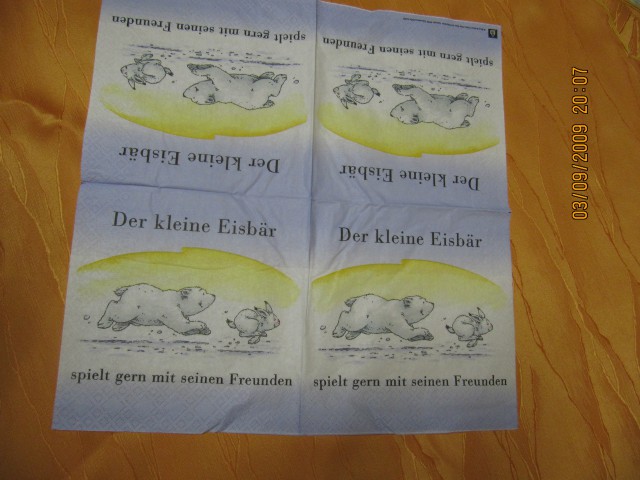 spielt gern mit seinen Freunden
Der kleine Eisbär
spielt gern mit seinen Freunden
Der kleine Eisbär
Der kleine Eisbär
spielt gern mit seinen Freunden
Der kleine Eisbär
spielt gern mit seinen Freunden
03/09/2009 20:07